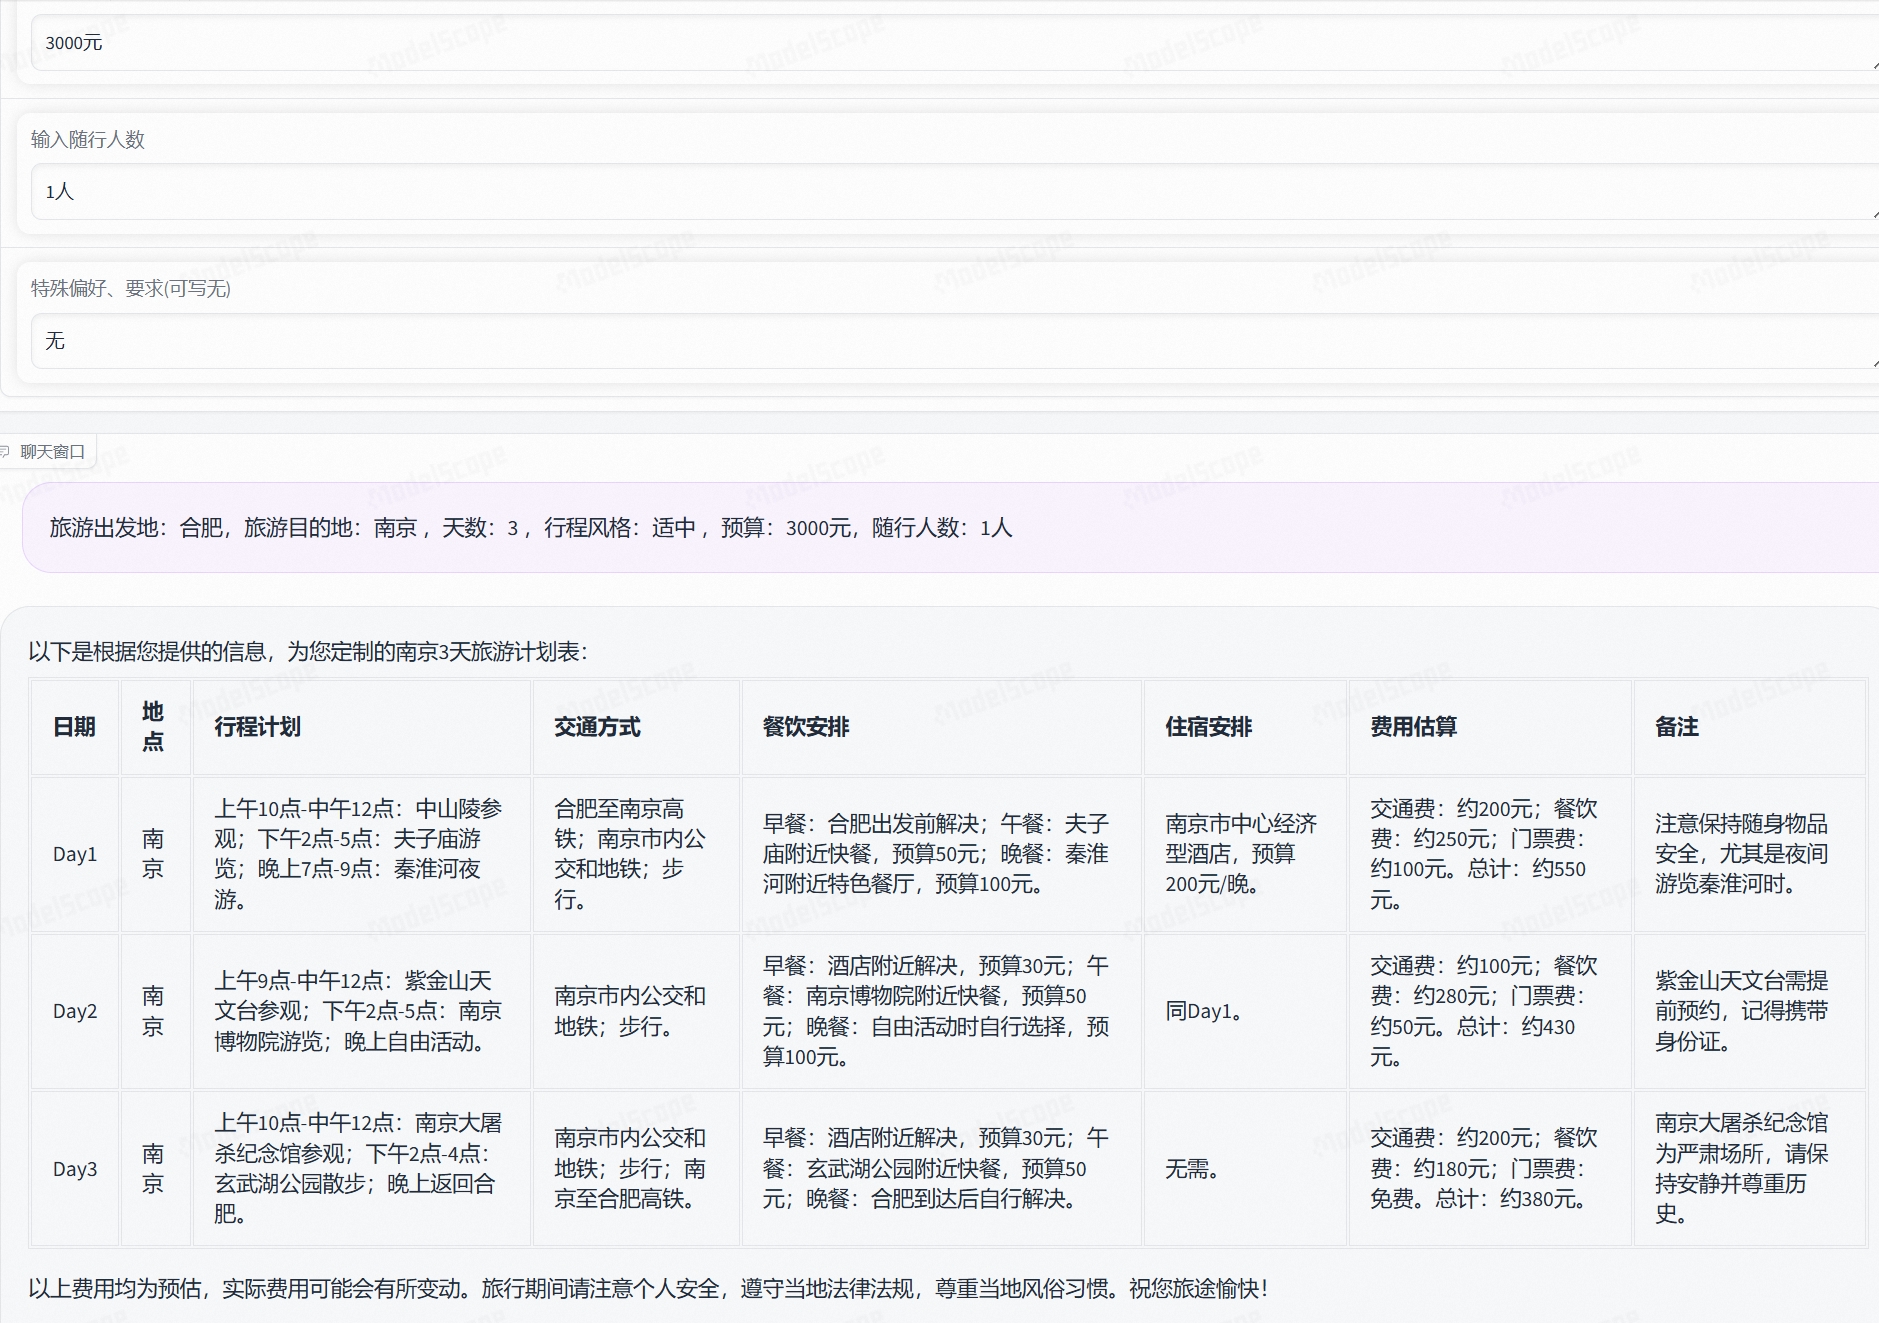 3000元
输入随行人数
1人
特殊偏好、要求(可写无)
无
聊天窗口
旅游出发地：合肥，旅游目的地：南京 ，天数：3 ，行程风格：适中 ，预算：3000元，随行人数：1人
以下是根据您提供的信息，为您定制的南京3天旅游计划表：
日期
地
点
行程计划
交通方式
餐饮安排
住宿安排
费用估算
备注
Day1
南
京
上午10点-中午12点：中山陵参
观；下午2点-5点：夫子庙游
览；晚上7点-9点：秦淮河夜
游。
合肥至南京高
铁；南京市内公
交和地铁；步
行。
早餐：合肥出发前解决；午餐：夫子
庙附近快餐，预算50元；晚餐：秦淮
河附近特色餐厅，预算100元。
南京市中心经济
型酒店，预算
200元/晚。
交通费：约200元；餐饮
费：约250元；门票费：
约100元。总计：约550
元。
注意保持随身物品
安全，尤其是夜间
游览秦淮河时。
Day2
南
京
上午9点-中午12点：紫金山天
文台参观；下午2点-5点：南京
博物院游览；晚上自由活动。
南京市内公交和
地铁；步行。
早餐：酒店附近解决，预算30元；午
餐：南京博物院附近快餐，预算50
元；晚餐：自由活动时自行选择，预
算100元。
同Day1。
交通费：约100元；餐饮
费：约280元；门票费：
约50元。总计：约430
元。
紫金山天文台需提
前预约，记得携带
身份证。
Day3
南
京
上午10点-中午12点：南京大屠
杀纪念馆参观；下午2点-4点：
玄武湖公园散步；晚上返回合
肥。
南京市内公交和
地铁；步行；南
京至合肥高铁。
早餐：酒店附近解决，预算30元；午
餐：玄武湖公园附近快餐，预算50
元；晚餐：合肥到达后自行解决。
无需。
交通费：约200元；餐饮
费：约180元；门票费：
免费。总计：约380元。
南京大屠杀纪念馆
为严肃场所，请保
持安静并尊重历
史。
以上费用均为预估，实际费用可能会有所变动。旅行期间请注意个人安全，遵守当地法律法规，尊重当地风俗习惯。祝您旅途愉快！
ModelScope